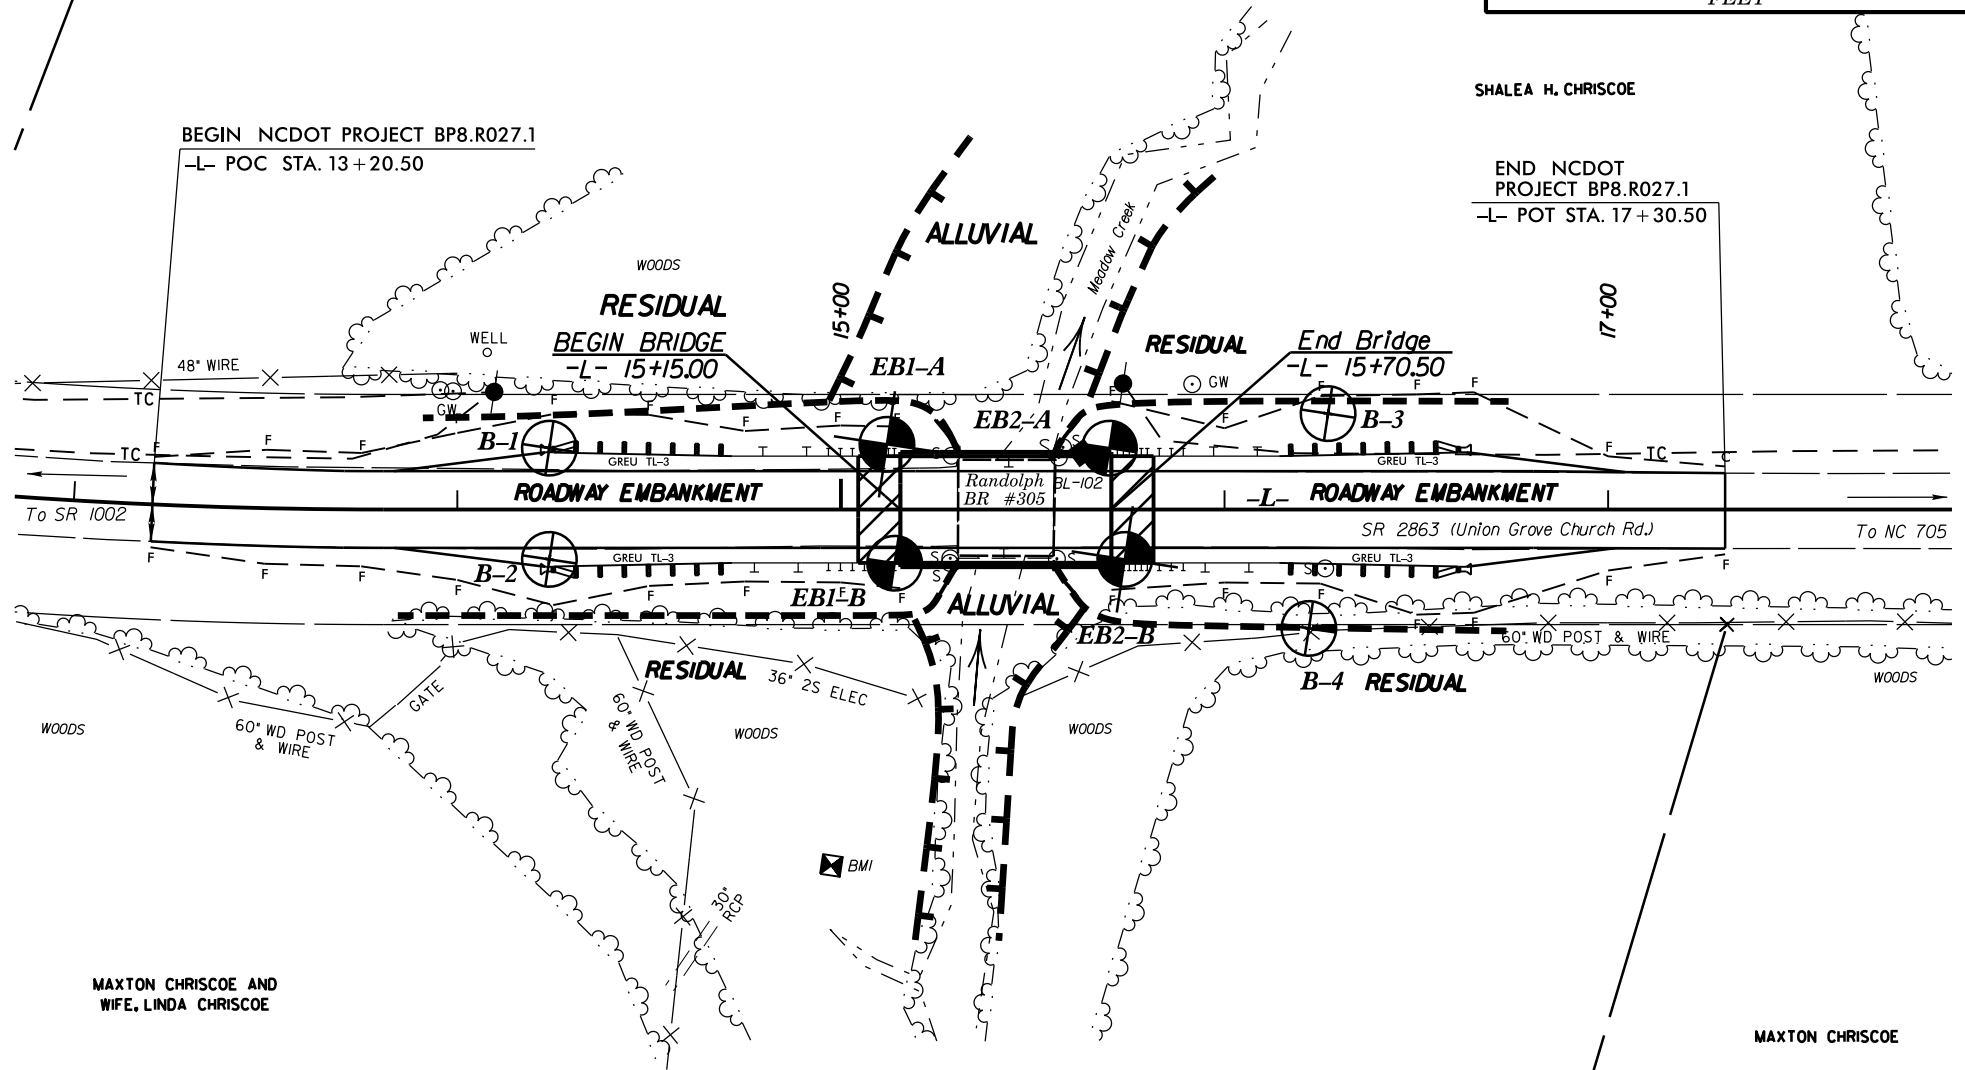 FEET
SHALEA H. CHRISCOE
BEGIN NCDOT PROJECT BP8.R027.1
-L- POC STA. 13+20.50
END NCDOT
PROJECT BP8.R027.1
-L- POT STA. 17+30.50
ALLUVIAL
Meadow Creek
WOODS
RESIDUAL
15+00
17+00
WELL
BEGIN BRIDGE
-L- 15+15.00
RESIDUAL
End Bridge
-L- 15+70.50
48" WIRE
EB1-A
GW
TC
GW
F
F
F
F
F
F
EB2-A
B-3
B-1
F
F
F
F
F
F
F
F
F
TC
TC
C
S
S
S
GREU TL-3
GREU TL-3
Randolph
BR #305
BL-102
ROADWAY EMBANKMENT
-L-
ROADWAY EMBANKMENT
To SR 1002
SR 2863 (Union Grove Church Rd.)
To NC 705
GREU TL-3
GREU TL-3
F
S
S
S
S
B-2
F
F
F
F
F
F
F
F
F
F
F
F
F
EB1-B
ALLUVIAL
EB2-B
60" WD POST & WIRE
RESIDUAL
36" 2S ELEC
B-4 RESIDUAL
WOODS
GATE
60" WD POST
& WIRE
WOODS
60" WD POST
& WIRE
WOODS
WOODS
BM1
30"
RCP
MAXTON CHRISCOE AND
WIFE, LINDA CHRISCOE
MAXTON CHRISCOE